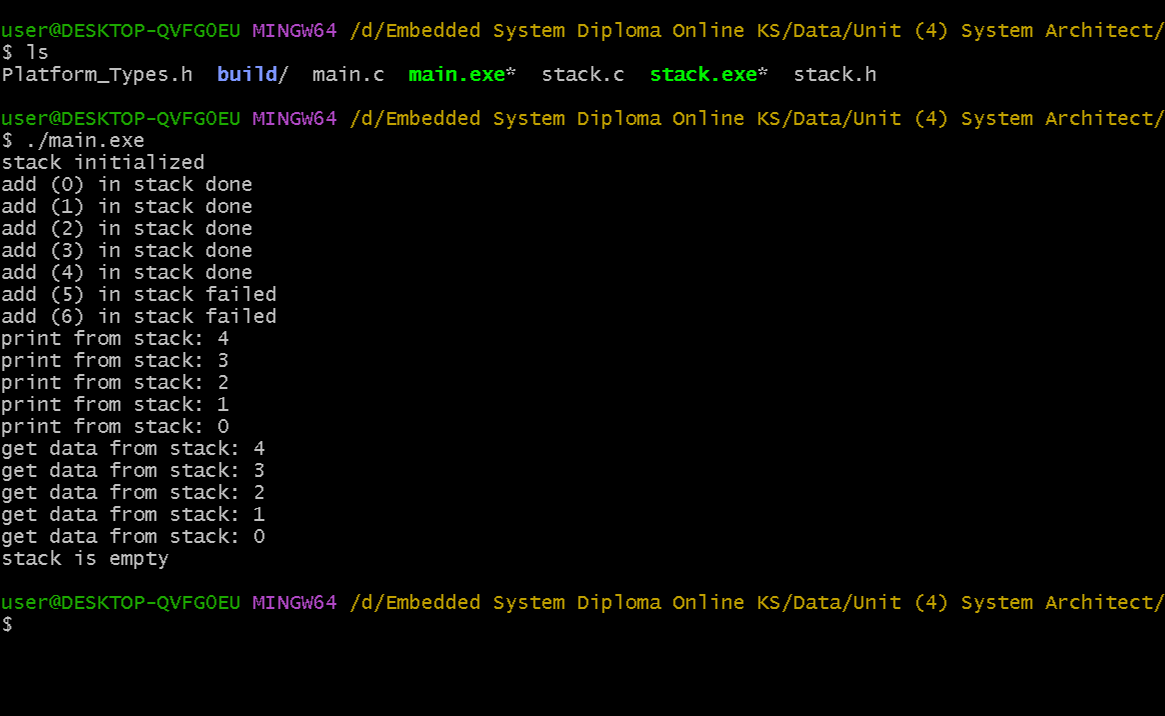 user@DESKTOP-QVFG0EU MINGW64 /d/Embedded System Diploma Online KS/Data/Unit (4) System Architect/
$ ls
Platform_Types.h  build/  main.c  main.exe*  stack.c  stack.exe*  stack.h
user@DESKTOP-QVFG0EU MINGW64 /d/Embedded System Diploma Online KS/Data/Unit (4) System Architect/
$ ./main.exe
stack initialized
add (0) in stack done
add (1) in stack done
add (2) in stack done
add (3) in stack done
add (4) in stack done
add (5) in stack failed
add (6) in stack failed
print from stack: 4
print from stack: 3
print from stack: 2
print from stack: 1
print from stack: 0
get data from stack: 4
get data from stack: 3
get data from stack: 2
get data from stack: 1
get data from stack: 0
stack is empty
user@DESKTOP-QVFG0EU MINGW64 /d/Embedded System Diploma Online KS/Data/Unit (4) System Architect/
$